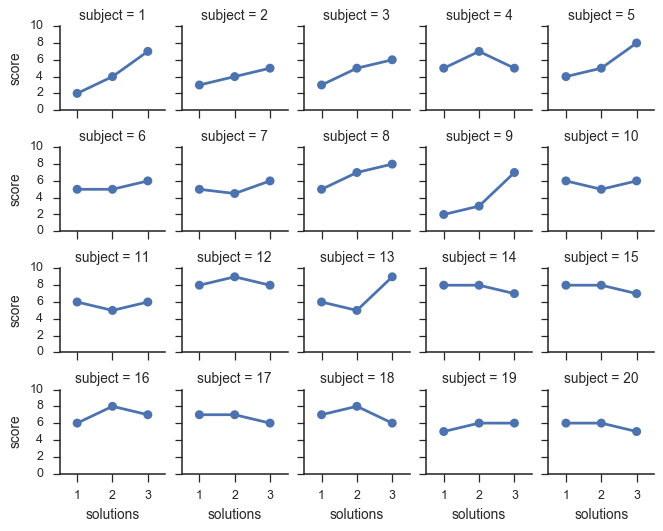 subject = 1 subject = 2 subject = 3 subject = 4 subject = 5
10
8
6
4
2
0
score
subject = 6 subject = 7 subject = 8 subject = 9 subject = 10
10
8
6
4
2
0
score
subject = 11 subject = 12 subject = 13 subject = 14 subject = 15
10
8
6
4
2
0
score
subject = 16 subject = 17 subject = 18 subject = 19 subject = 20
10
8
6
4
2
0
score
1 2 3 1 2 3 1 2 3 1 2 3 1 2 3
solutions solutions solutions solutions solutions